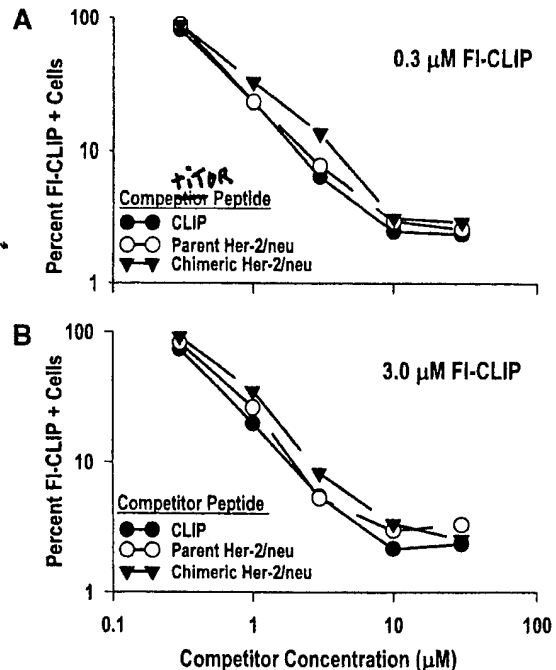 A
100
10
1
Percent Fl-CLIP + Cells
0.3 µM Fl-CLIP
titor
Compeptior Peptide
CLIP
Parent Her-2/neu
Chimeric Her-2/neu
B
100
10
1
Percent Fl-CLIP + Cells
3.0 µM Fl-CLIP
Competitor Peptide
CLIP
Parent Her-2/neu
Chimeric Her-2/neu
0.1 1 10 100
Competitor Concentration (µM)